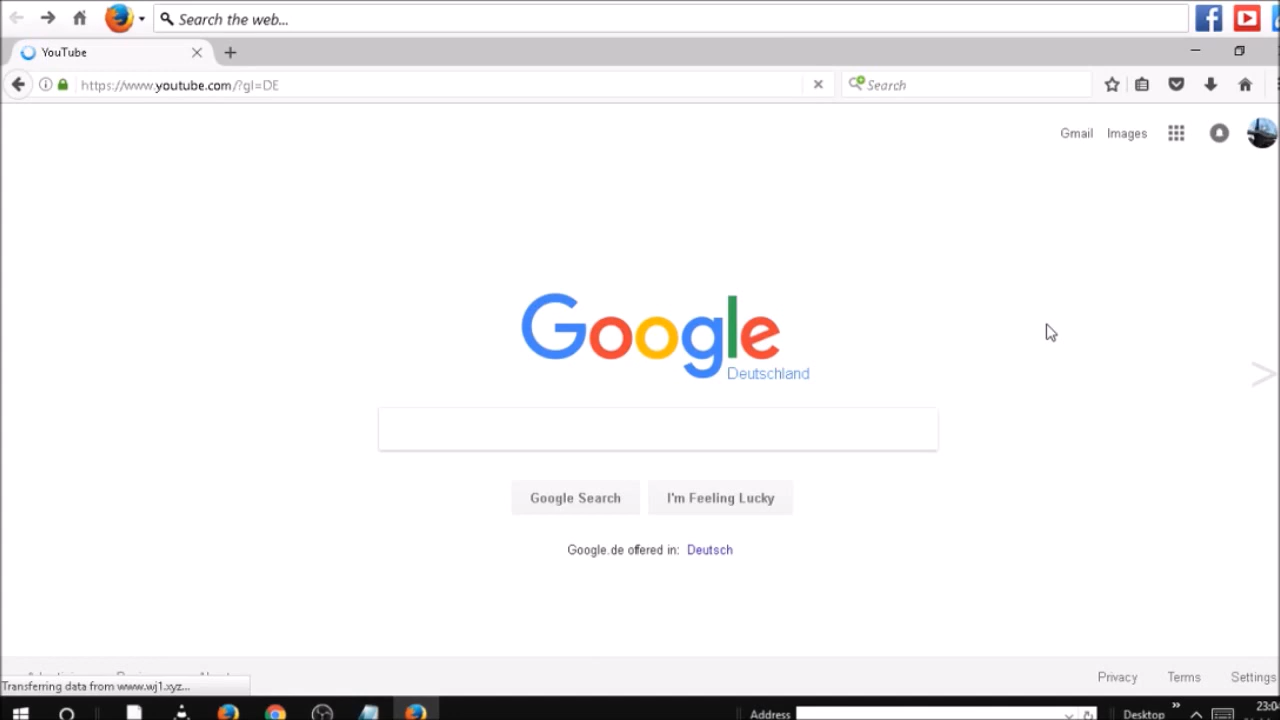 Search the web...
YouTube
https://www.youtube.com/?gl=DE
Search
Gmail
Images
Google
Deutschland
Google Search
I'm Feeling Lucky
Google.de offered in: Deutsch
Privacy
Terms
Settings
Transferring data from www.wj1.xyz...
Address
Desktop